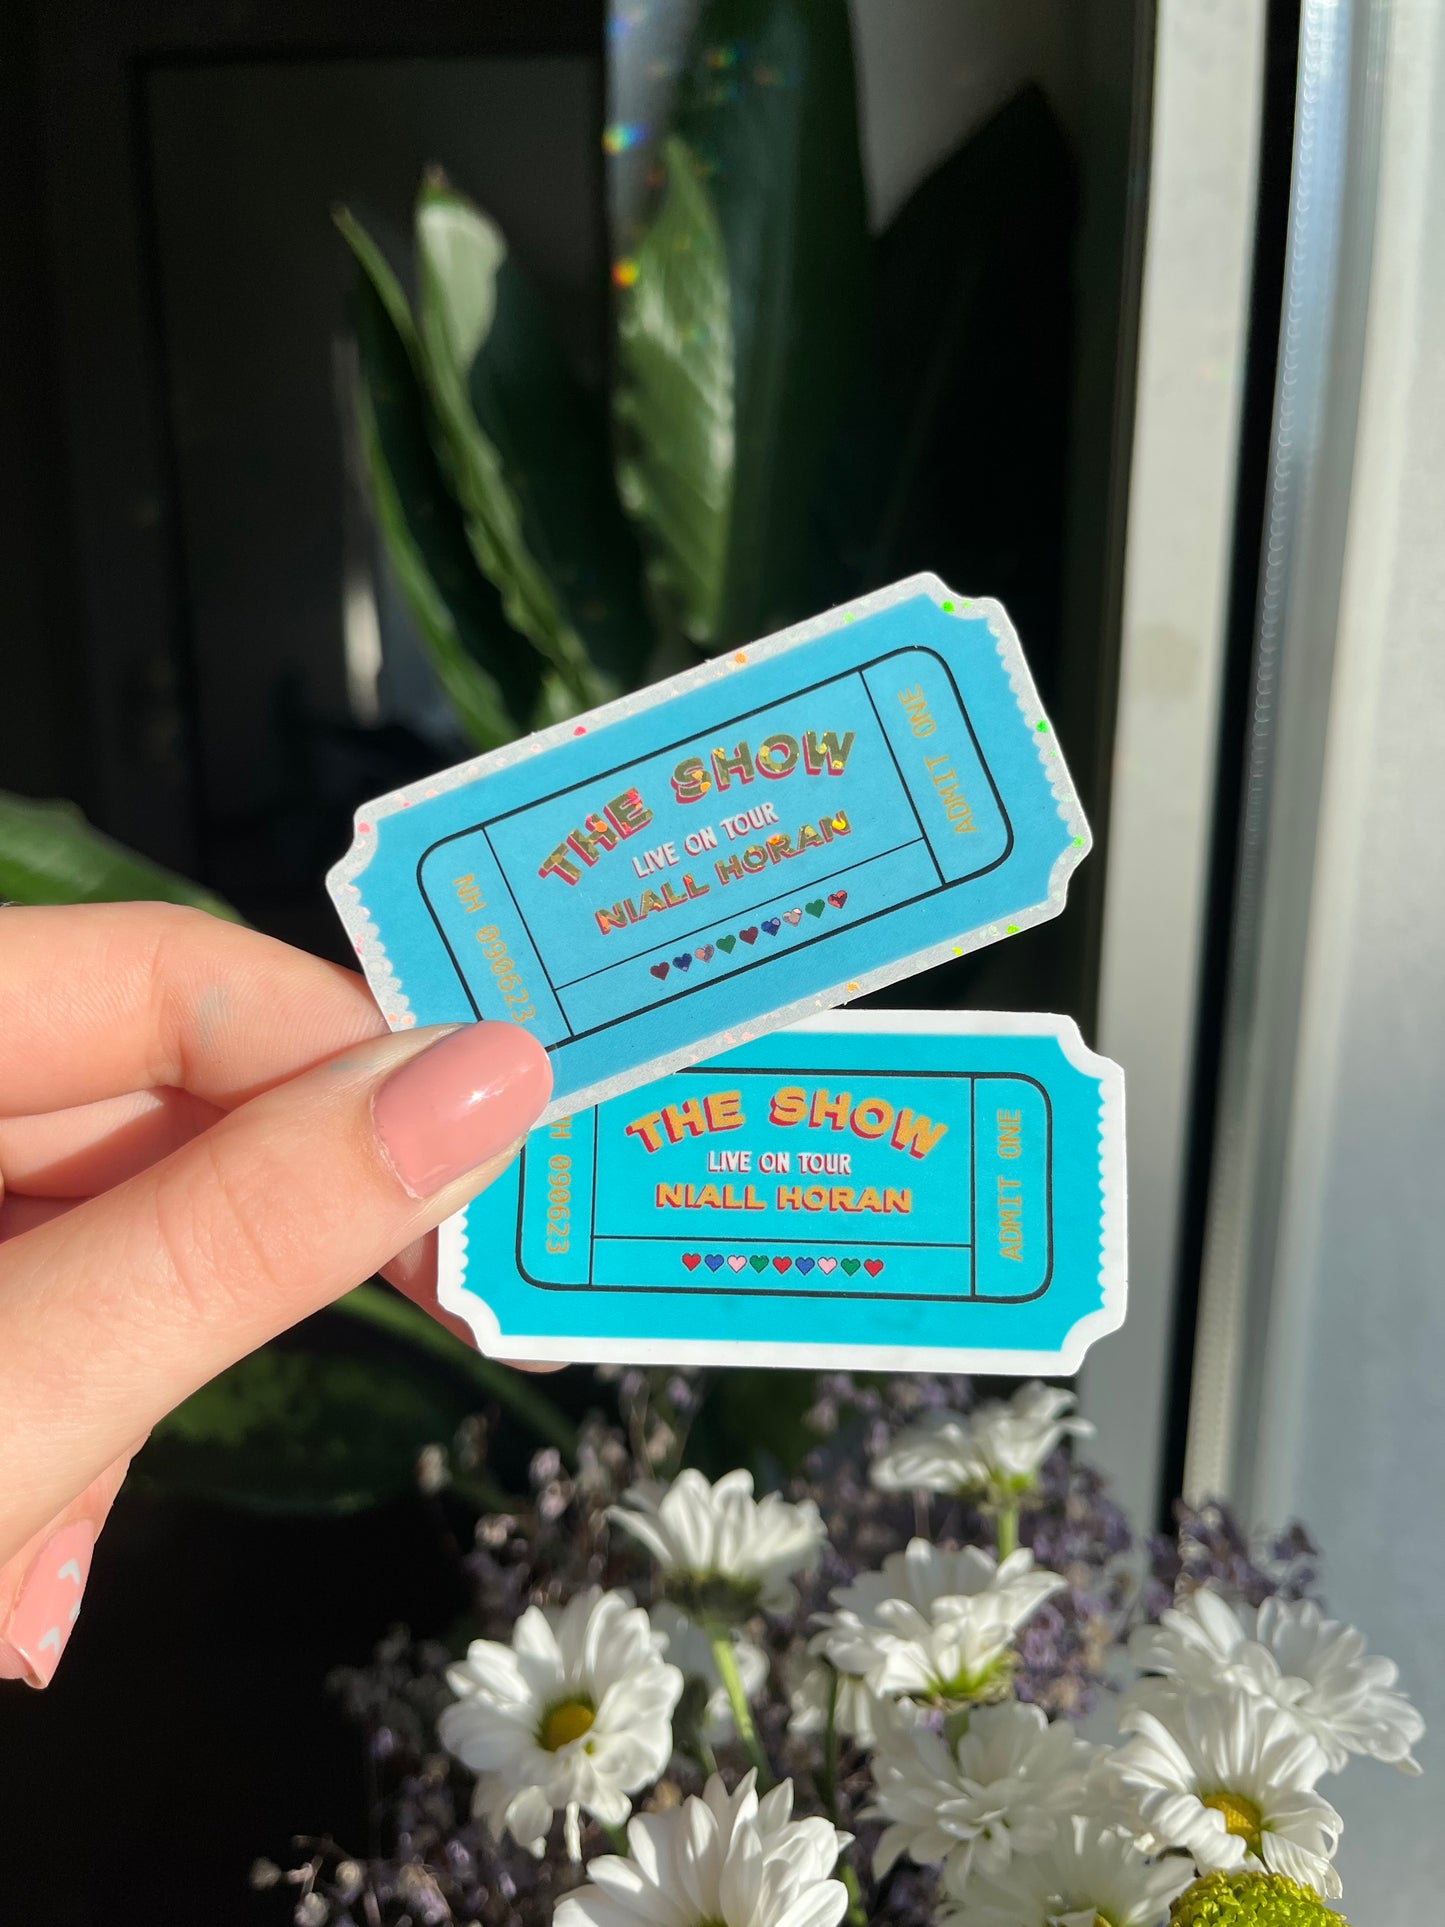 NH 090623
THE SHOW
LIVE ON TOUR
NIALL HORAN
ADMIT ONE
H 090623
THE SHOW
LIVE ON TOUR
NIALL HORAN
ADMIT ONE